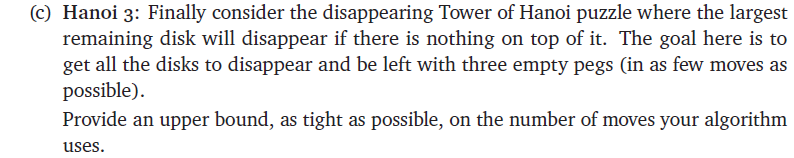 (c) Hanoi 3: Finally consider the disappearing Tower of Hanoi puzzle where the largest
remaining disk will disappear if there is nothing on top of it. The goal here is to
get all the disks to disappear and be left with three empty pegs (in as few moves as
possible).
Provide an upper bound, as tight as possible, on the number of moves your algorithm
uses.